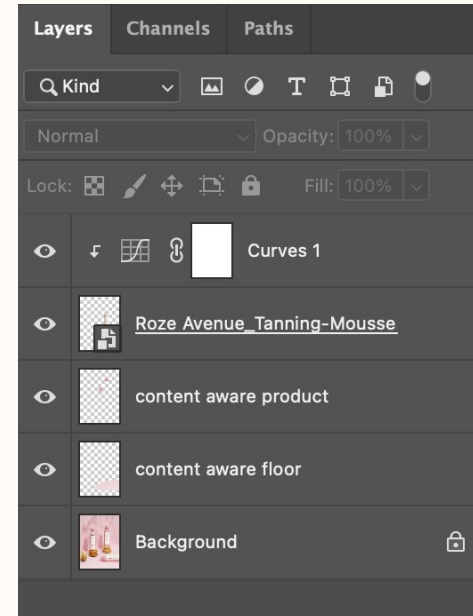 Layers Channels Paths
Kind
Normal Opacity: 100%
Lock: Fill: 100%
Curves 1
Roze Avenue_Tanning-Mousse
content aware product
content aware floor
Background